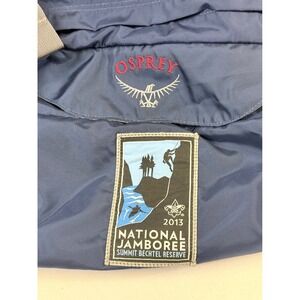 OSPREY
2013
NATIONAL
JAMBOREE
SUMMIT BECHTEL RESERVE